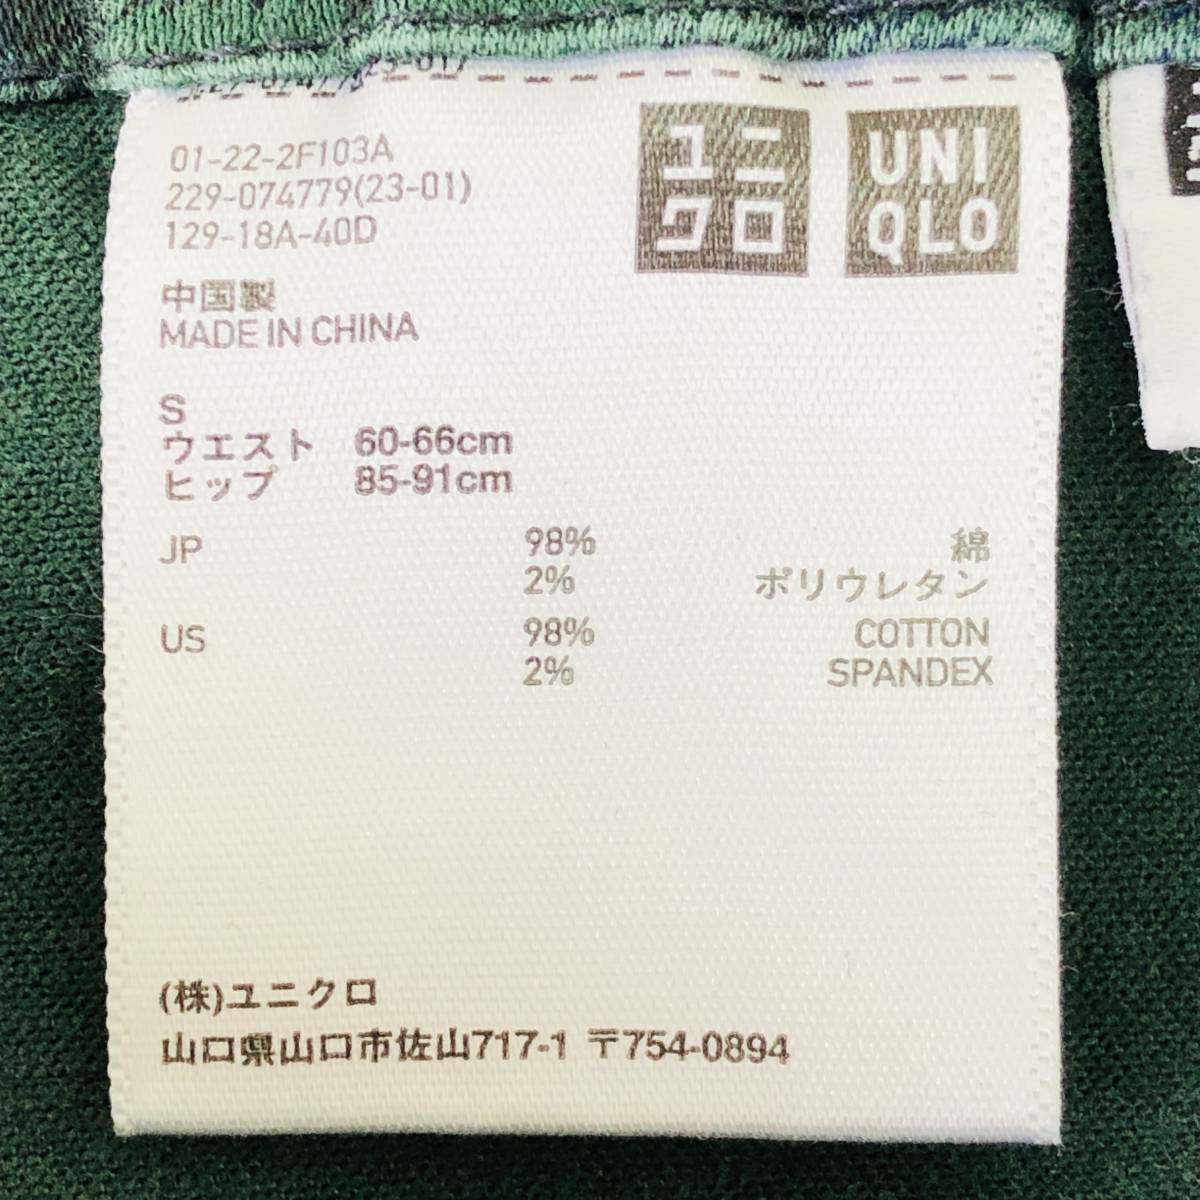 01-22-2F103A
229-074779(23-01)
129-18A-40D
ユニ
クロ
UNI
QLO
中国製
MADE IN CHINA
S
ウエスト 60-66cm
ヒップ 85-91cm
JP 98% 綿
2% ポリウレタン
US 98% COTTON
2% SPANDEX
(株)ユニクロ
山口県山口市佐山717-1 〒754-0894